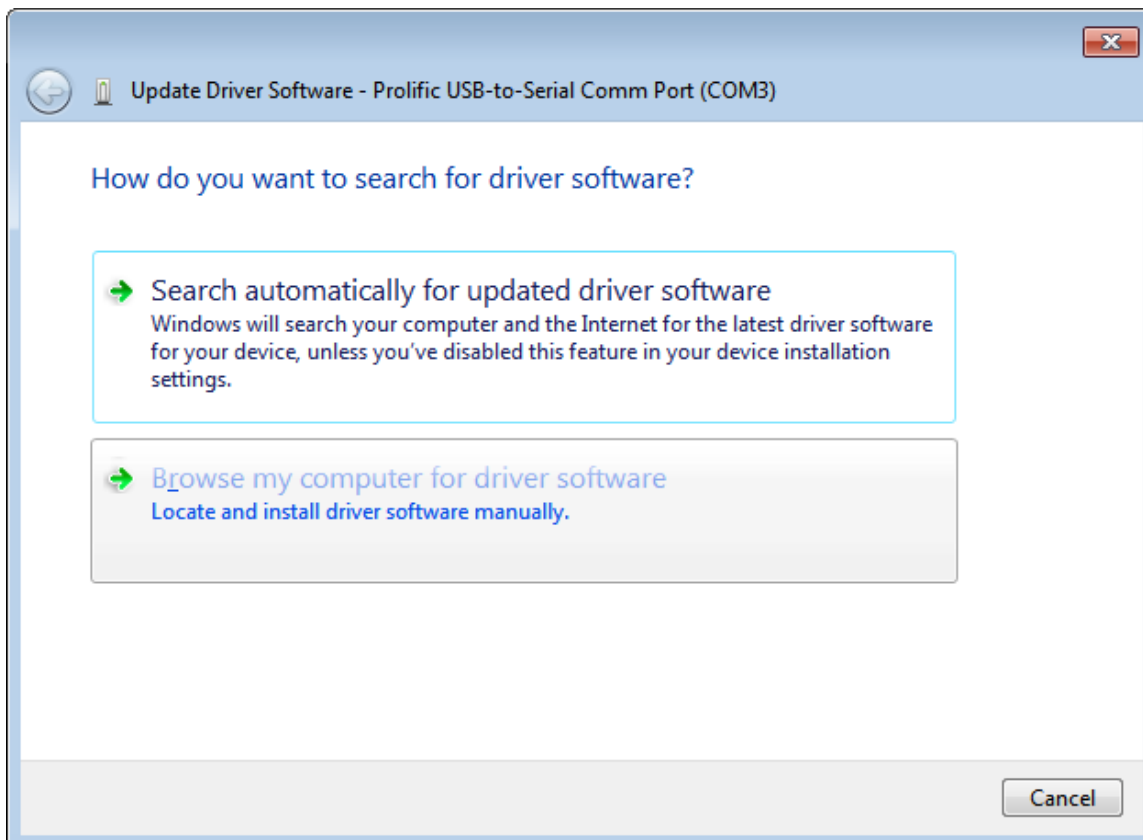 Update Driver Software - Prolific USB-to-Serial Comm Port (COM3)
How do you want to search for driver software?
Search automatically for updated driver software
Windows will search your computer and the Internet for the latest driver software
for your device, unless you've disabled this feature in your device installation
settings.
Browse my computer for driver software
Locate and install driver software manually.
Cancel